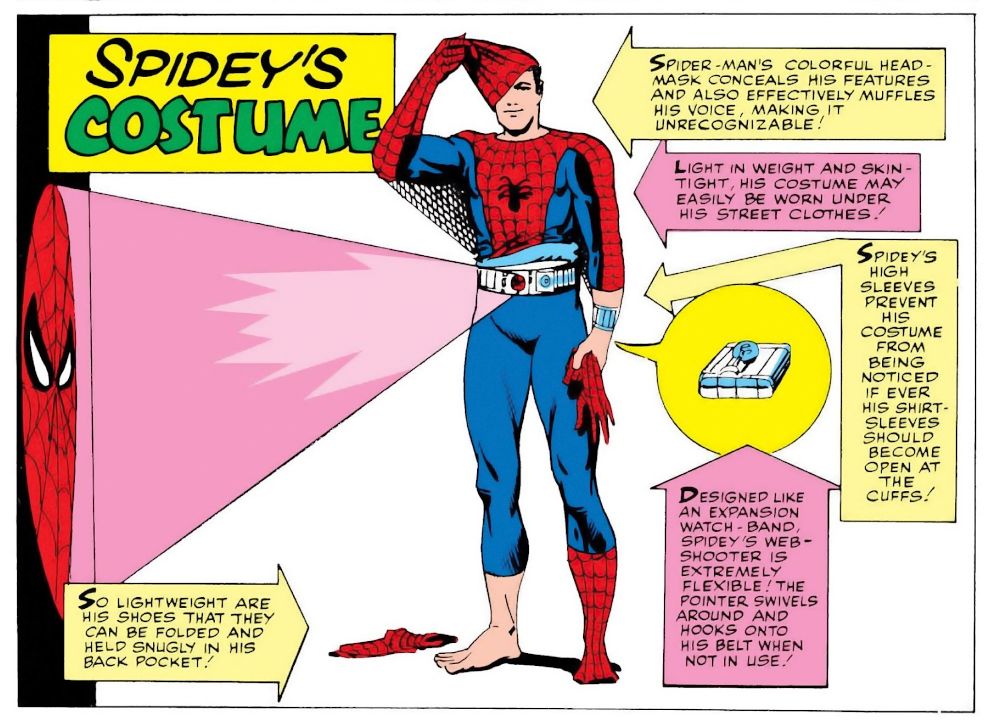 SPIDEY'S
COSTUME
SPIDER-MAN'S COLORFUL HEAD-
MASK CONCEALS HIS FEATURES
AND ALSO EFFECTIVELY MUFFLES
HIS VOICE, MAKING IT
UNRECOGNIZABLE!
LIGHT IN WEIGHT AND SKIN-
TIGHT, HIS COSTUME MAY
EASILY BE WORN UNDER
HIS STREET CLOTHES!
SPIDEY'S
HIGH
SLEEVES
PREVENT
HIS
COSTUME
FROM
BEING
NOTICED
IF EVER
HIS SHIRT-
SLEEVES
SHOULD
BECOME
OPEN AT
THE
CUFFS!
DESIGNED LIKE
AN EXPANSION
WATCH-BAND,
SPIDEY'S WEB-
SHOOTER IS
EXTREMELY
FLEXIBLE! THE
POINTER SWIVELS
AROUND AND
HOOKS ONTO
HIS BELT WHEN
NOT IN USE!
SO LIGHTWEIGHT ARE
HIS SHOES THAT THEY
CAN BE FOLDED AND
HELD SNUGLY IN HIS
BACK POCKET!